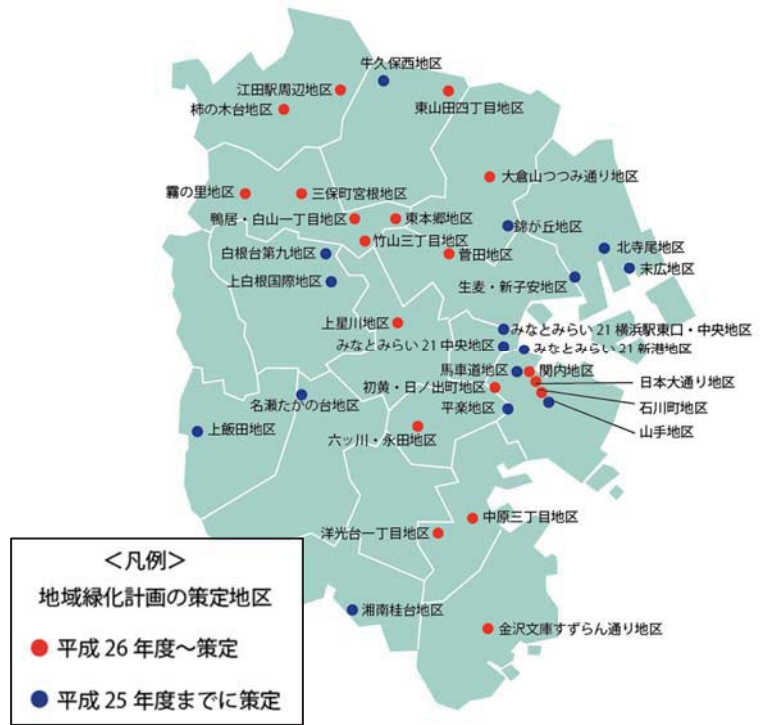 牛久保西地区
江田駅周辺地区
柿の木台地区
東山田四丁目地区
大倉山つつみ通り地区
霧の里地区
三保町宮根地区
鴨居・白山一丁目地区
東本郷地区
錦が丘地区
竹山三丁目地区
北寺尾地区
白根台第九地区
菅田地区
末広地区
上白根国際地区
生麦・新子安地区
上星川地区
みなとみらい 21 横浜駅東口・中央地区
みなとみらい 21 中央地区
みなとみらい 21 新港地区
馬車道地区
関内地区
日本大通り地区
初黄・日ノ出町地区
石川町地区
名瀬たかの台地区
平楽地区
山手地区
上飯田地区
六ッ川・永田地区
中原三丁目地区
洋光台一丁目地区
湘南桂台地区
金沢文庫すずらん通り地区
<凡例>
地域緑化計画の策定地区
平成 26 年度~策定
平成 25 年度までに策定